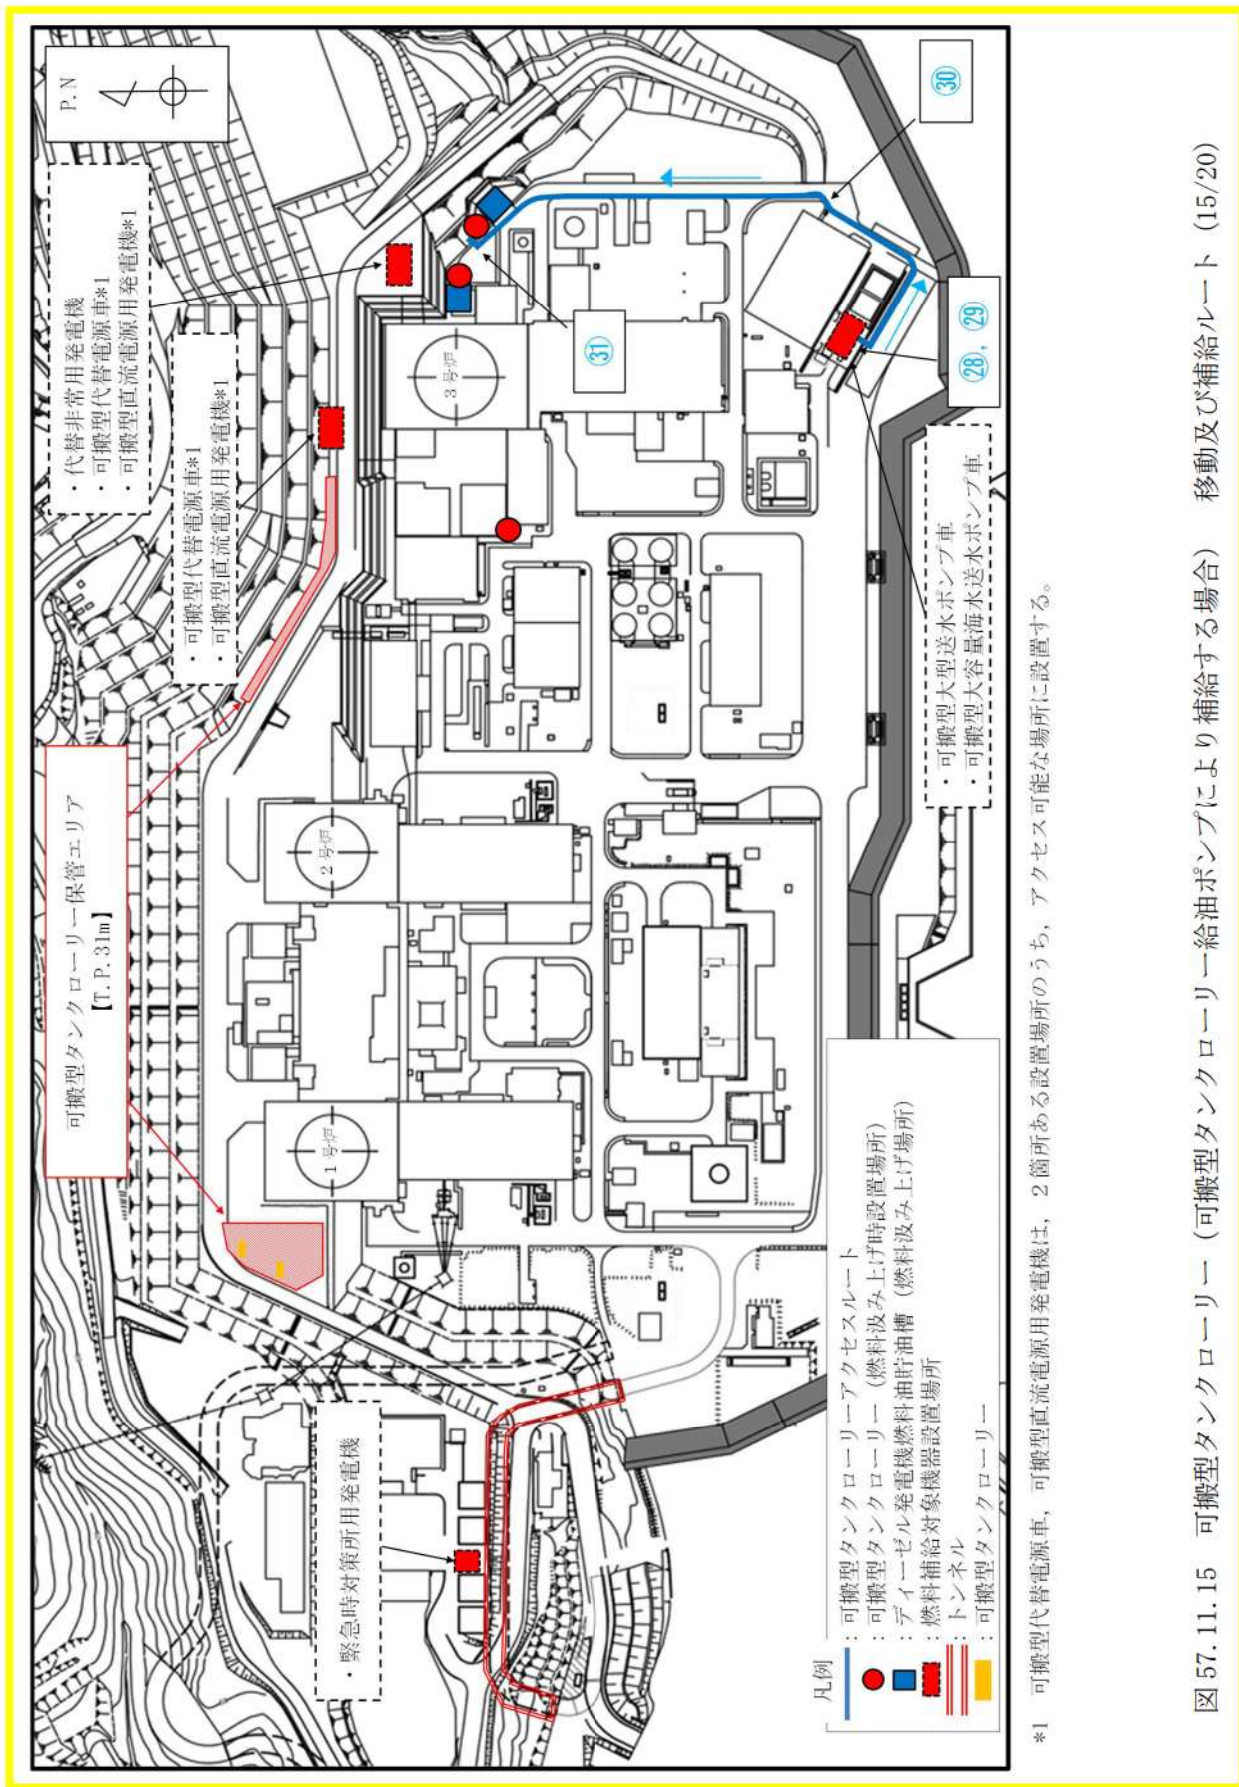 P.N
・代替非常用発電機
・可搬型代替電源車*1
・可搬型直流電源用発電機*1
・可搬型代替電源車*1
・可搬型直流電源用発電機*1
可搬型タンクローリー保管エリア
【T.P.31m】
・緊急時対策所用発電機
1号炉
2号炉
3号炉
㉚
㉛
㉘，㉙
・可搬型大型送水ポンプ車
・可搬型大容量海水送水ポンプ車
凡例
：可搬型タンクローリーアクセスルート
：可搬型タンクローリー（燃料汲み上げ時設置場所）
：ディーゼル発電機燃料油貯油槽（燃料汲み上げ場所）
：燃料補給対象機器設置場所
：トンネル
：可搬型タンクローリー
*1　可搬型代替電源車，可搬型直流電源用発電機は，2箇所ある設置場所のうち，アクセス可能な場所に設置する。
図57.11.15　可搬型タンクローリー（可搬型タンクローリー給油ポンプにより補給する場合）　移動及び補給ルート（15/20）